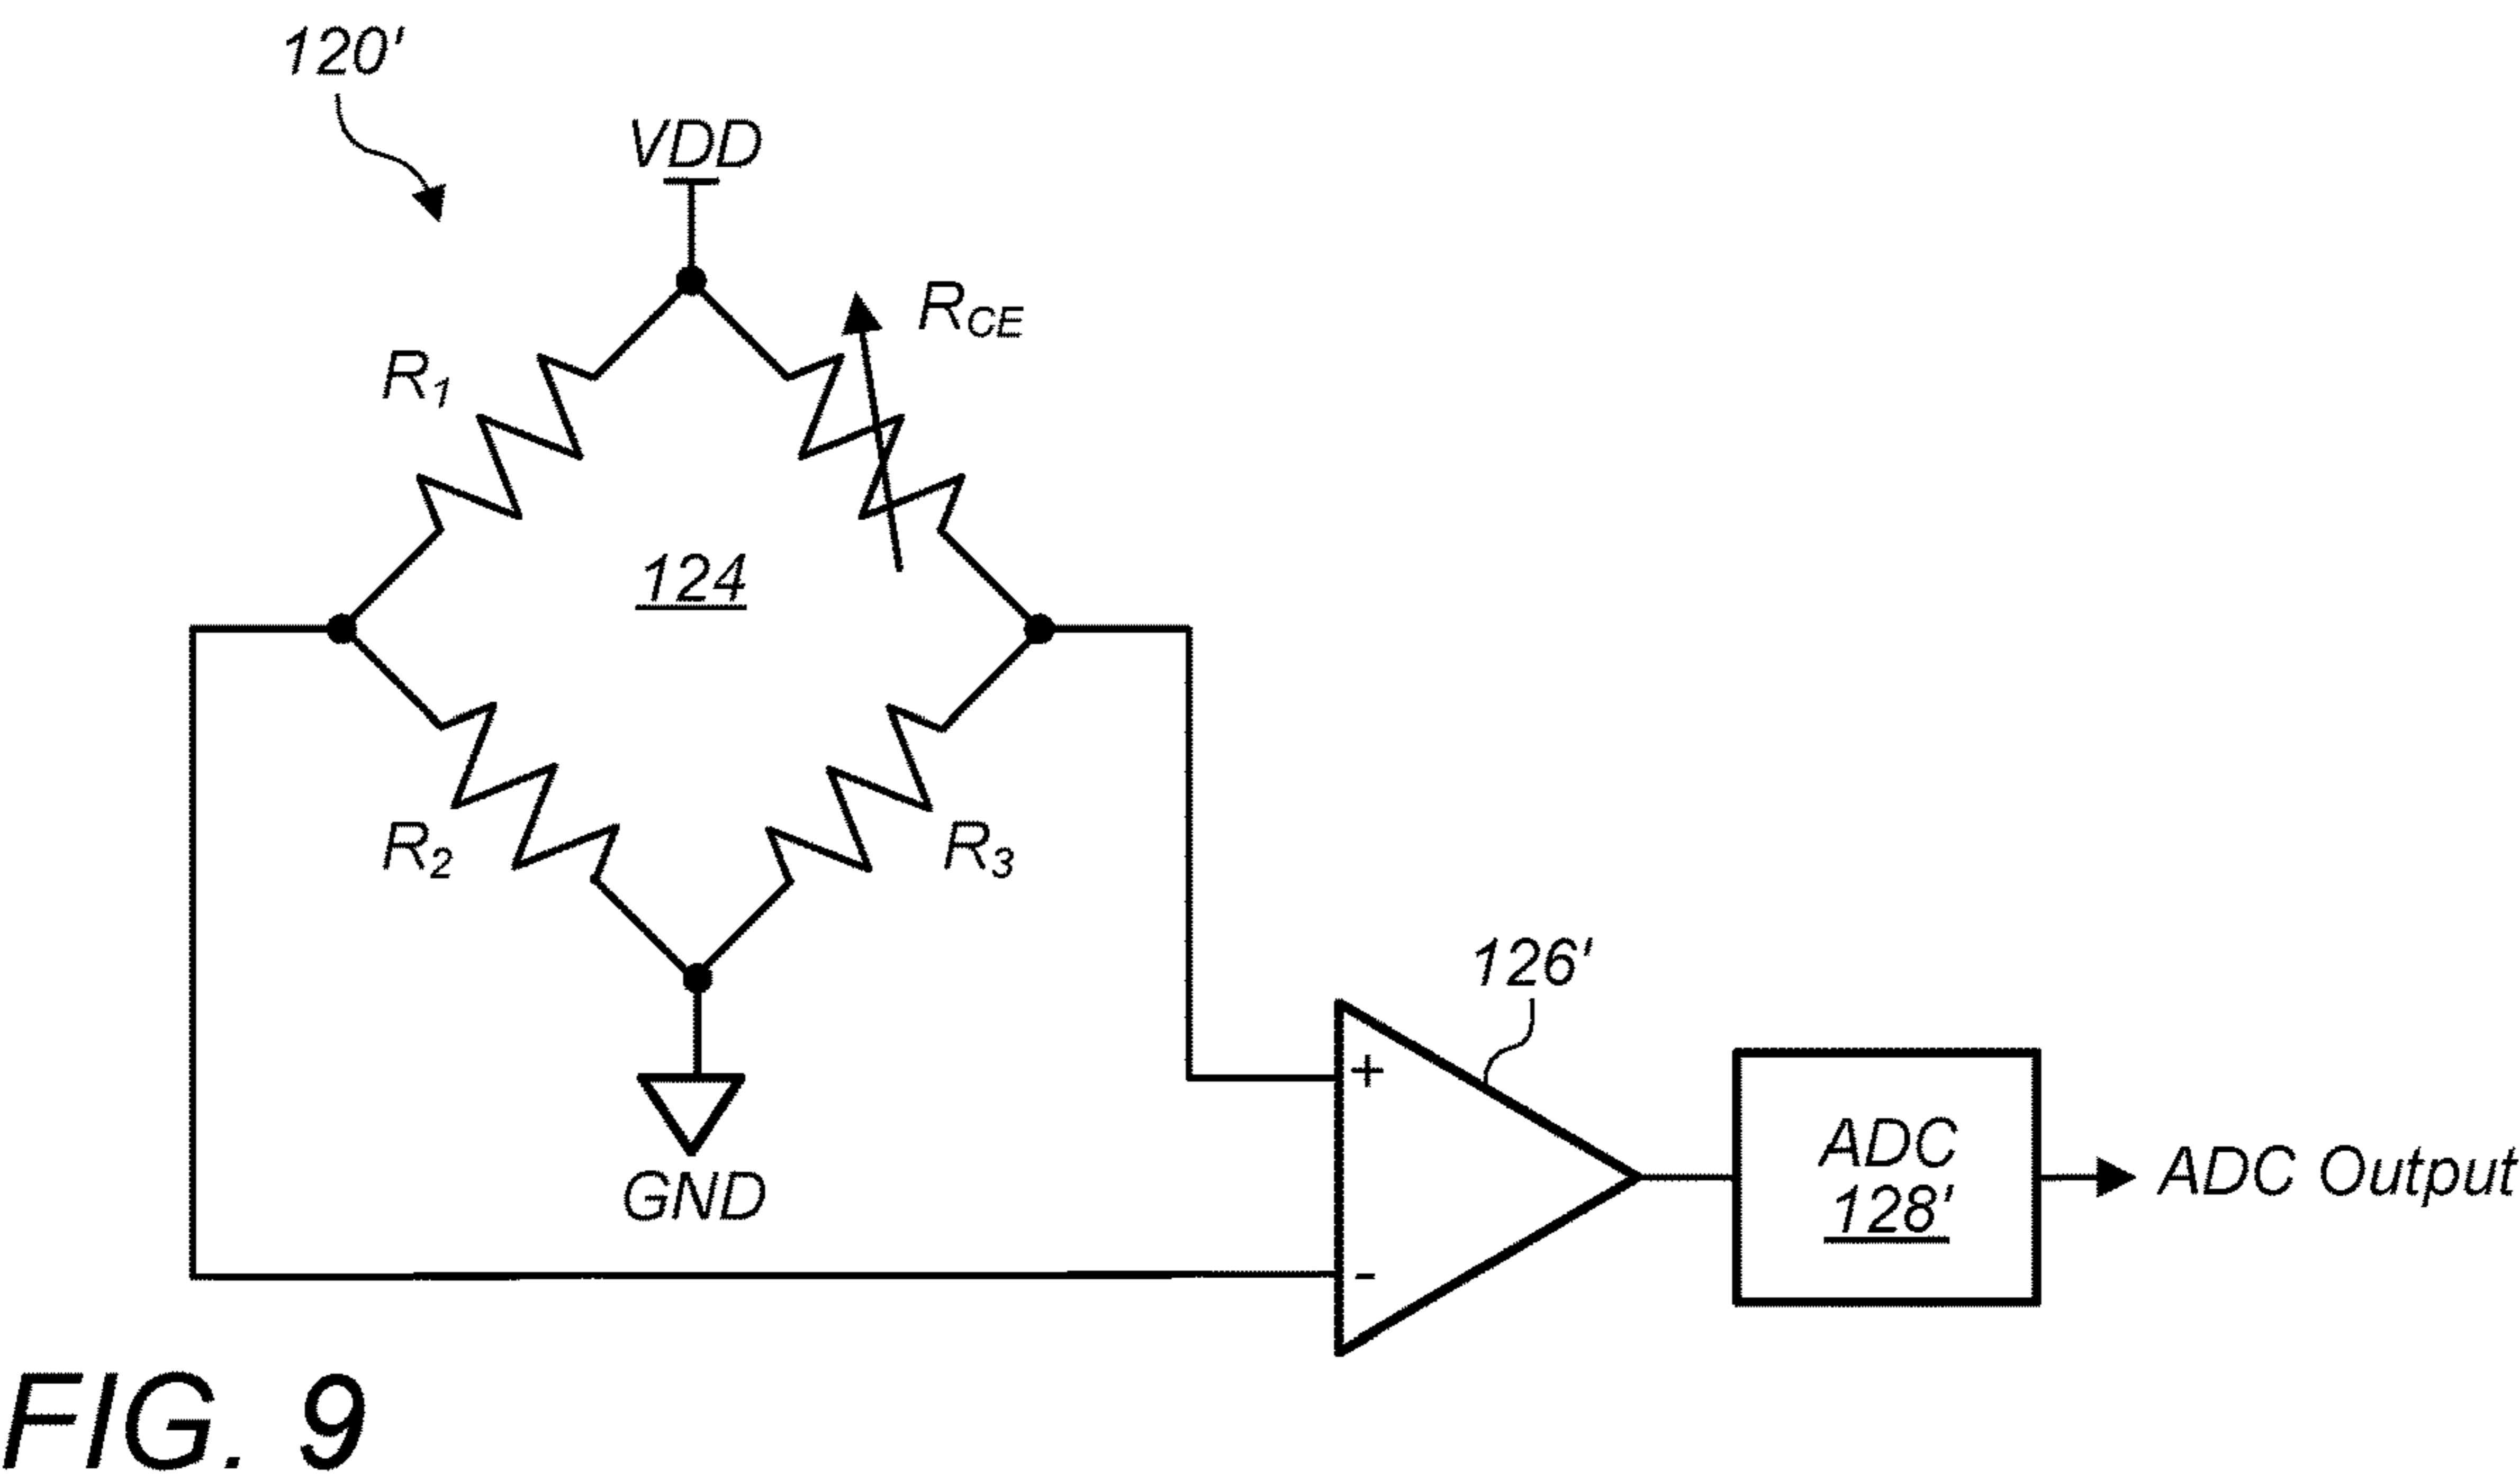 120'
VDD
R1
RCE
124
R2
R3
GND
126'
+
-
ADC
128'
ADC Output
FIG. 9